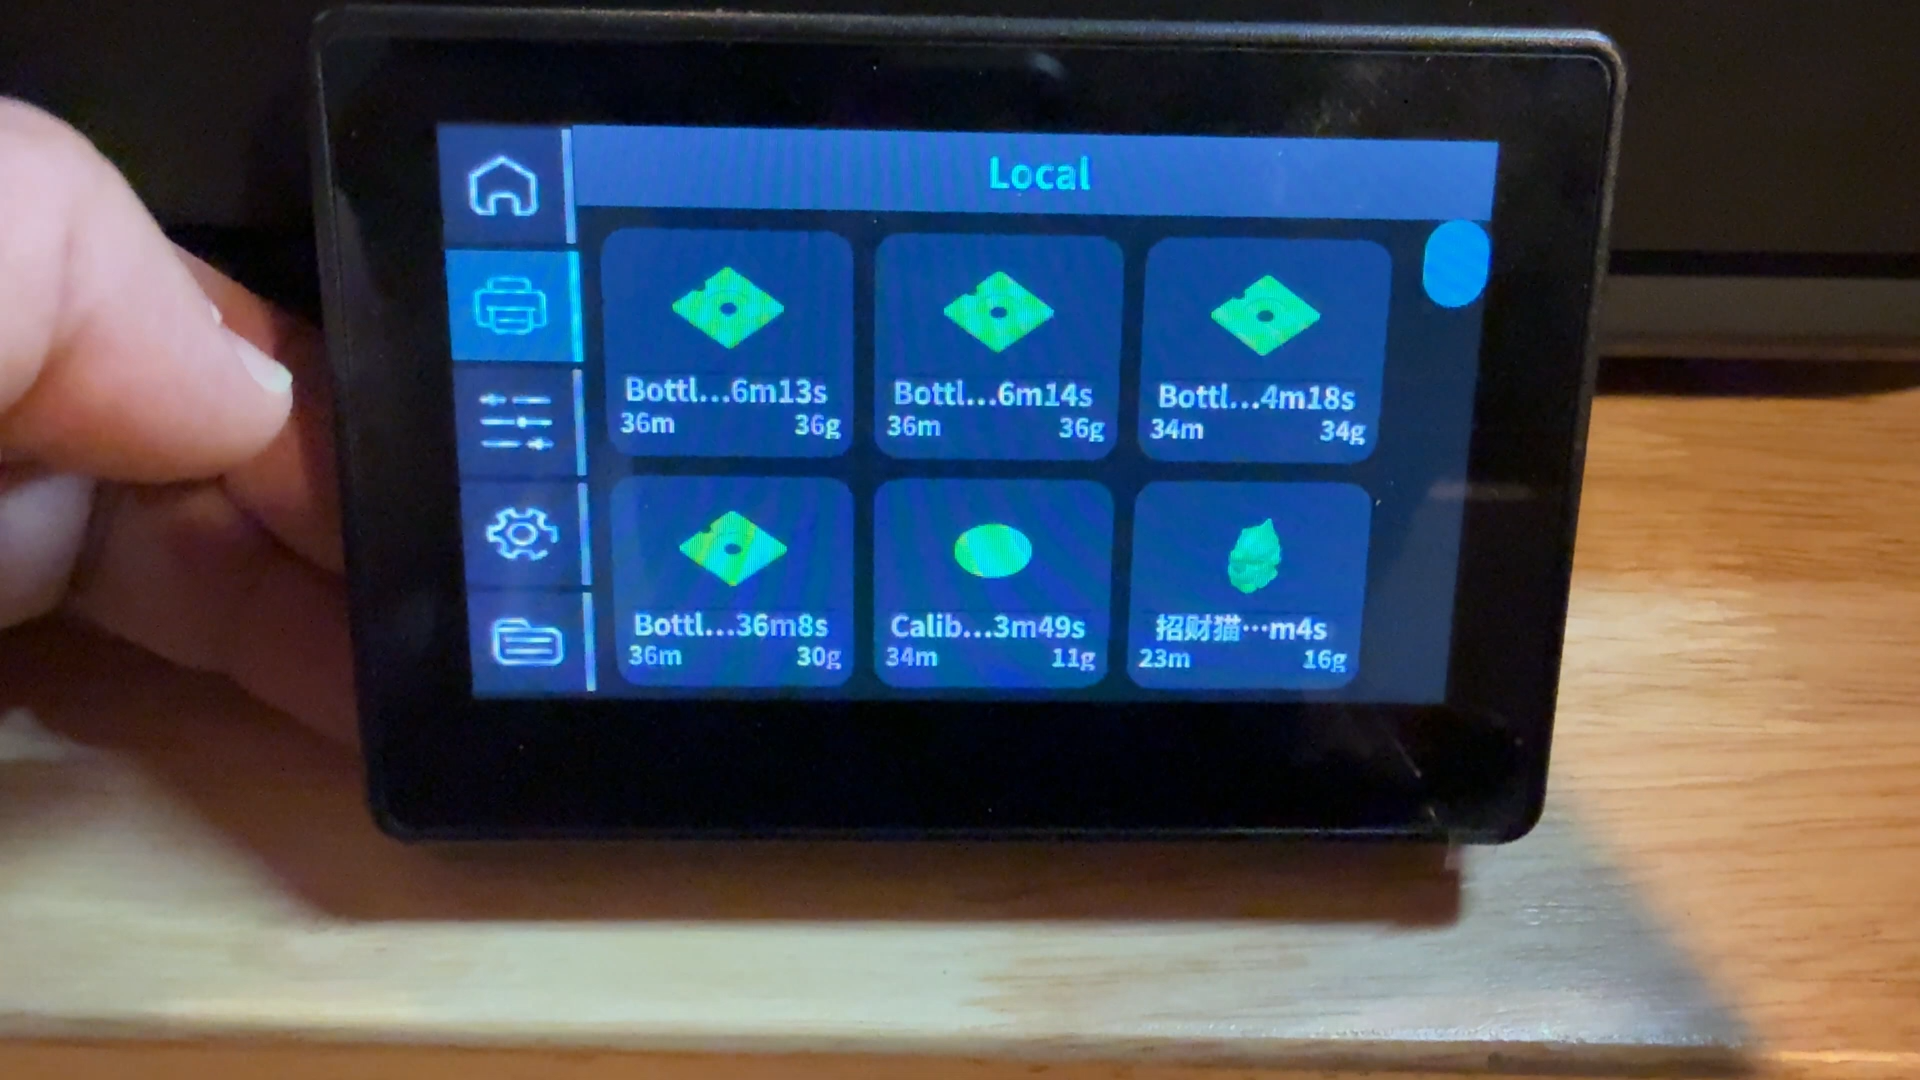 Local
Bottl...6m13s
36m 36g
Bottl...6m14s
36m 36g
Bottl...4m18s
34m 34g
Bottl...36m8s
36m 30g
Calib...3m49s
34m 11g
招财猫…m4s
23m 16g